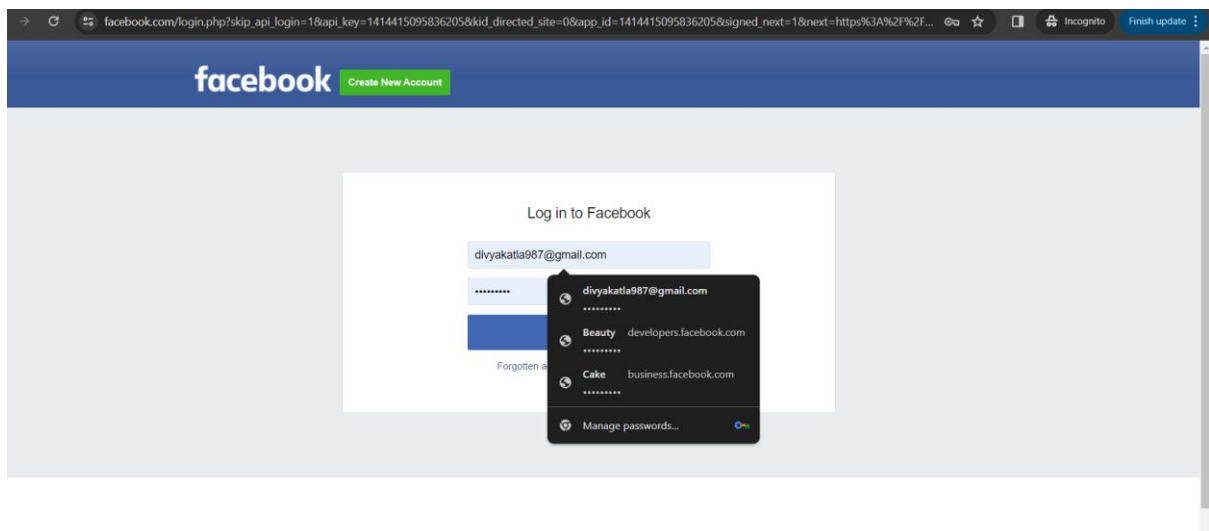 facebook.com/login.php?skip_api_login=1&api_key=1414415095836205&kid_directed_site=0&app_id=1414415095836205&signed_next=1&next=https%3A%2F%2F...
Incognito
Finish update
facebook
Create New Account
Log in to Facebook
divyakatla987@gmail.com
•••••••••
divyakatla987@gmail.com
•••••••••
Beauty developers.facebook.com
•••••••••
Forgotten a
Cake business.facebook.com
•••••••••
Manage passwords...